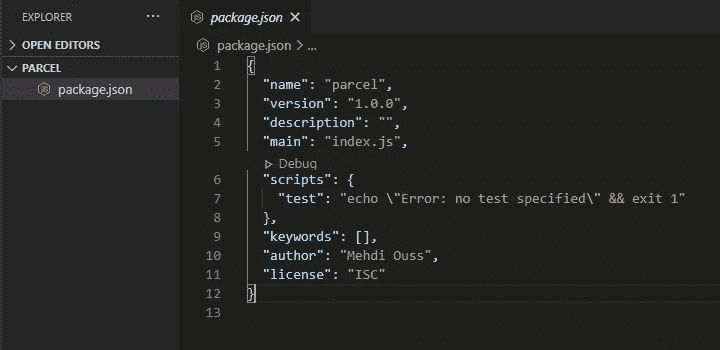 EXPLORER ...
OPEN EDITORS
PARCEL
package.json
package.json ×
package.json > ...
1 {
2 "name": "parcel",
3 "version": "1.0.0",
4 "description": "",
5 "main": "index.js",
Debug
6 "scripts": {
7 "test": "echo \"Error: no test specified\" && exit 1"
8 },
9 "keywords": [],
10 "author": "Mehdi Ouss",
11 "license": "ISC"
12 }
13